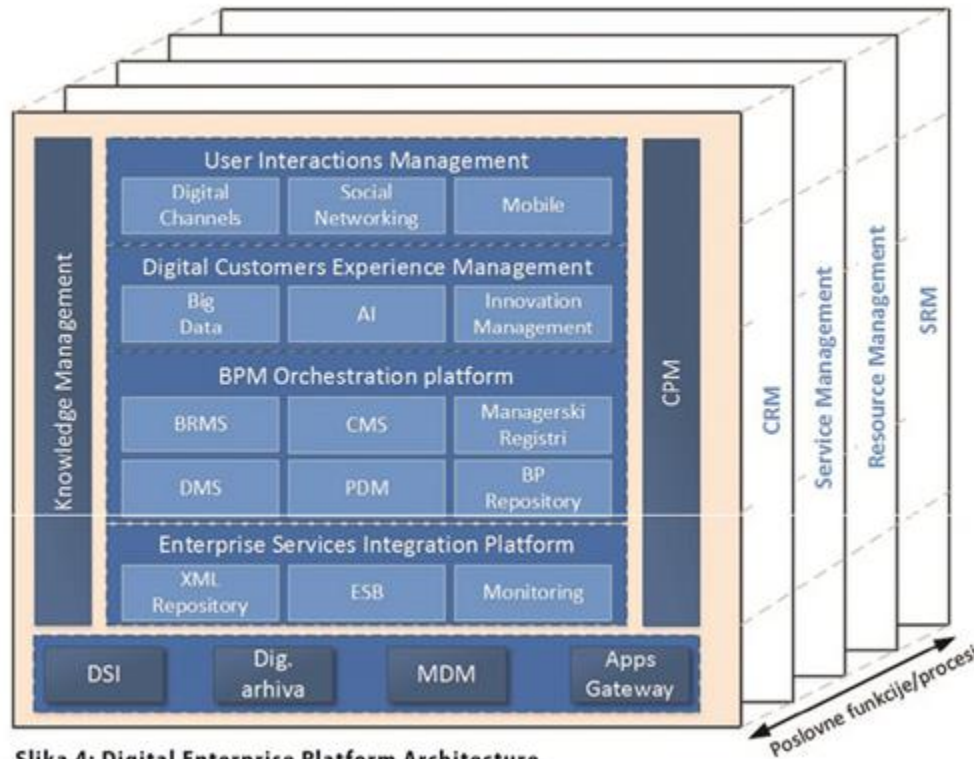 User Interactions Management
Digital
Channels
Social
Networking
Mobile
Digital Customers Experience Management
Big
Data
AI
Innovation
Management
BPM Orchestration platform
BRMS
CMS
Managerski
Registri
DMS
PDM
BP
Repository
Enterprise Services Integration Platform
XML
Repository
ESB
Monitoring
Knowledge Management
CPM
DSI
Dig.
arhiva
MDM
Apps
Gateway
CRM
Service Management
Resource Management
SRM
Poslovne funkcije/procesi
Slika 4: Digital Enterprise Platform Architecture